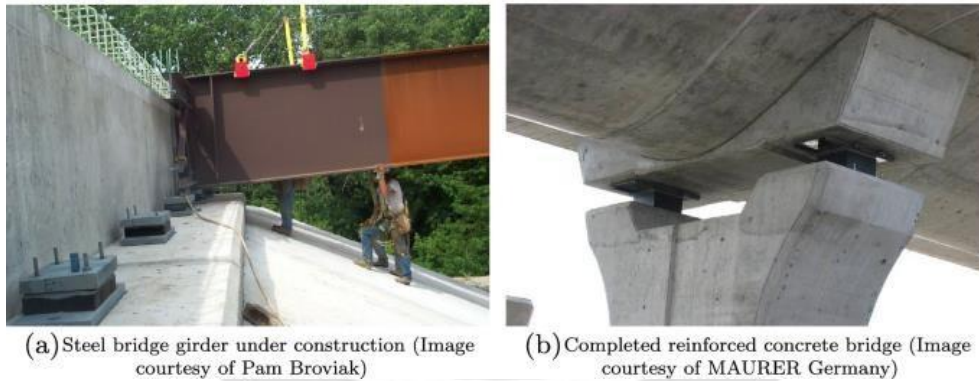 (a) Steel bridge girder under construction (Image
courtesy of Pam Broviak)
(b) Completed reinforced concrete bridge (Image
courtesy of MAURER Germany)